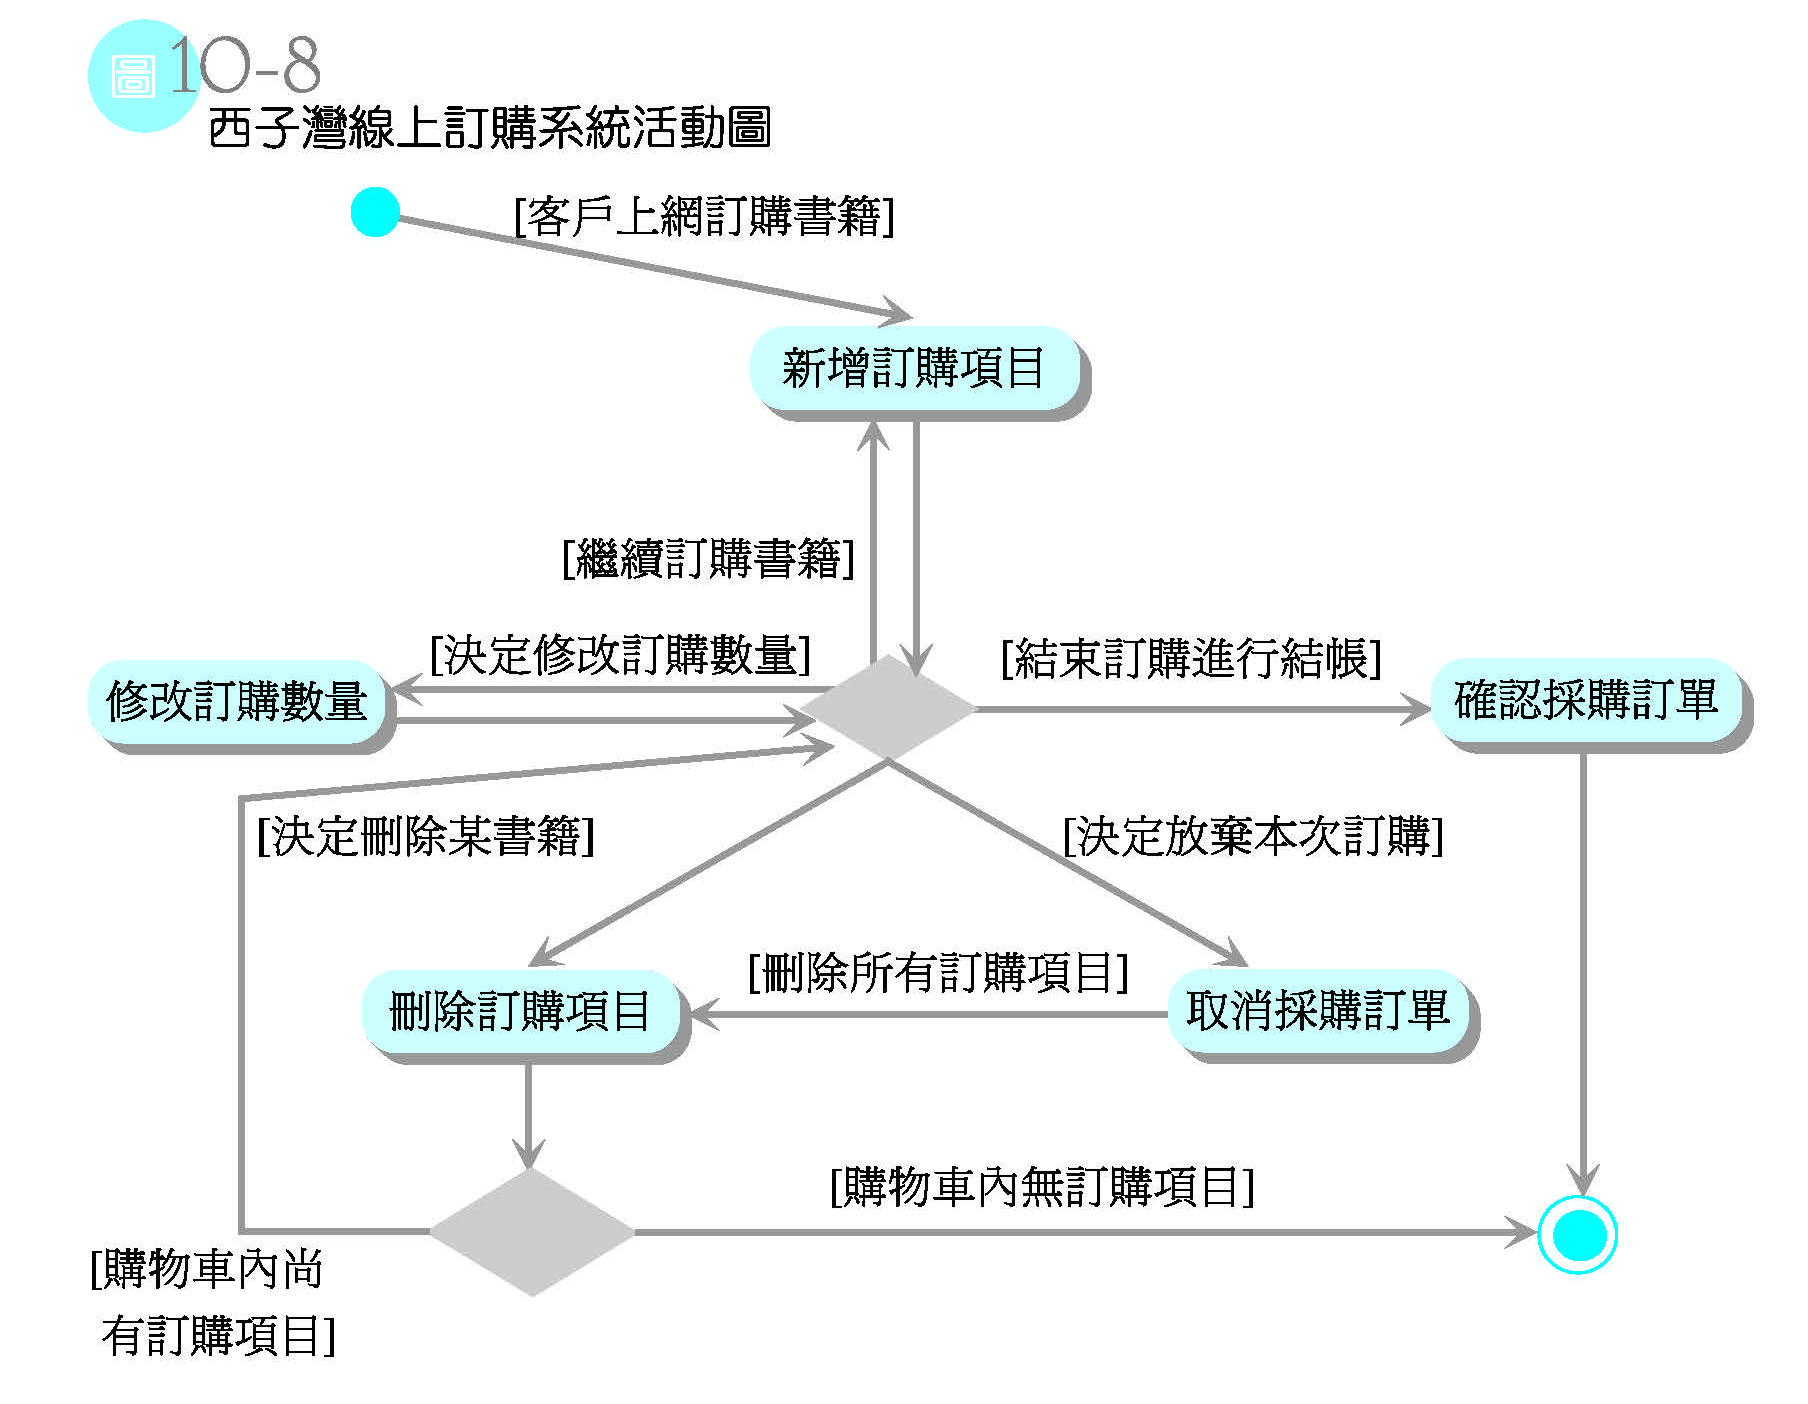 圖10-8
西子灣線上訂購系統活動圖
[客戶上網訂購書籍]
新增訂購項目
[繼續訂購書籍]
[決定修改訂購數量]
[結束訂購進行結帳]
修改訂購數量
確認採購訂單
[決定刪除某書籍]
[決定放棄本次訂購]
[刪除所有訂購項目]
刪除訂購項目
取消採購訂單
[購物車內無訂購項目]
[購物車內尚
有訂購項目]